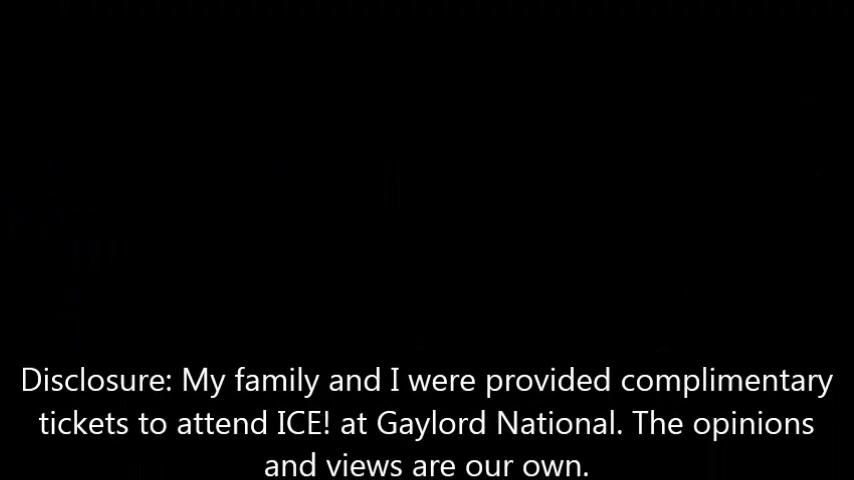 Disclosure: My family and I were provided complimentary
tickets to attend ICE! at Gaylord National. The opinions
and views are our own.